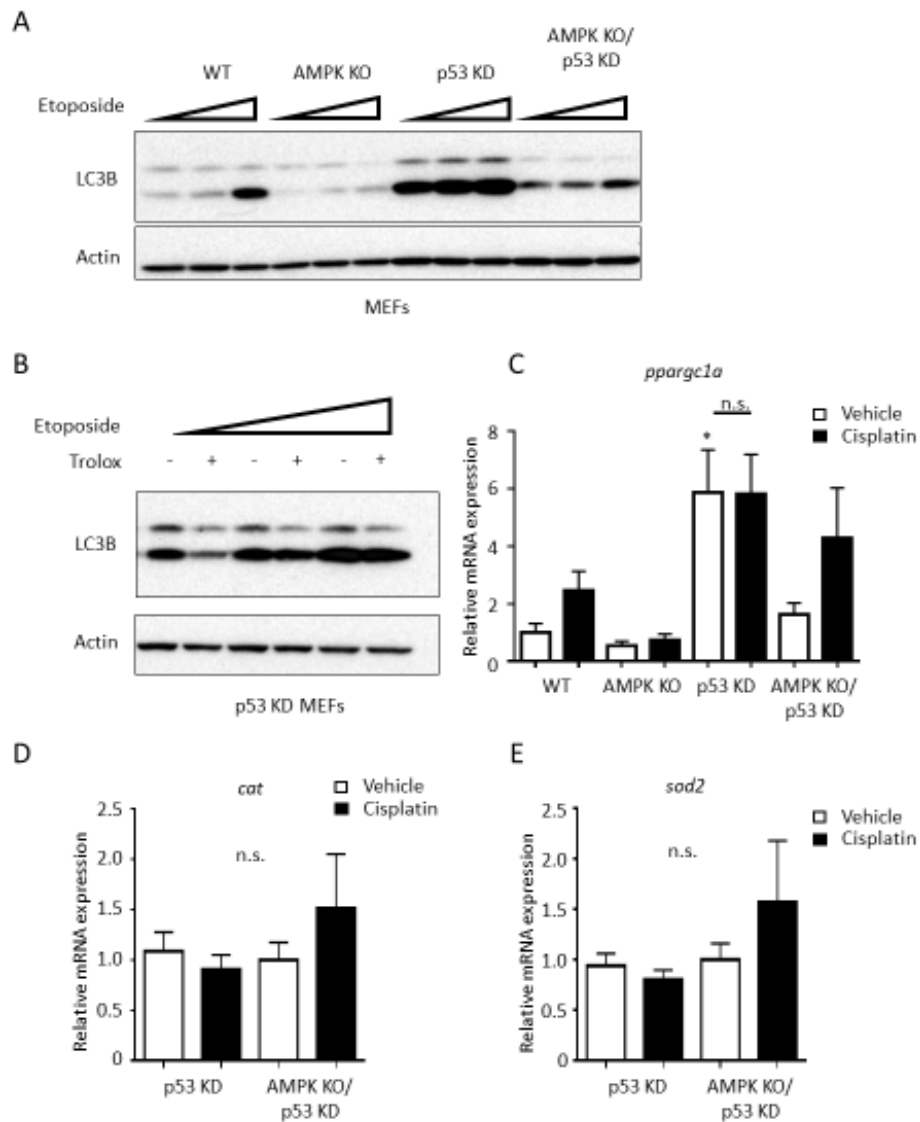 A
WT AMPK KO p53 KD AMPK KO/
p53 KD
Etoposide
LC3B
Actin
MEFs
B
Etoposide
Trolox - + - + - +
LC3B
Actin
p53 KD MEFs
C
ppargc1a
Vehicle
Cisplatin
n.s.
*
Relative mRNA expression
8
6
4
2
0
WT AMPK KO p53 KD AMPK KO/
p53 KD
D
cat
Vehicle
Cisplatin
n.s.
Relative mRNA expression
2.5
2.0
1.5
1.0
0.5
0
p53 KD AMPK KO/
p53 KD
E
sod2
Vehicle
Cisplatin
n.s.
Relative mRNA expression
2.5
2.0
1.5
1.0
0.5
0
p53 KD AMPK KO/
p53 KD